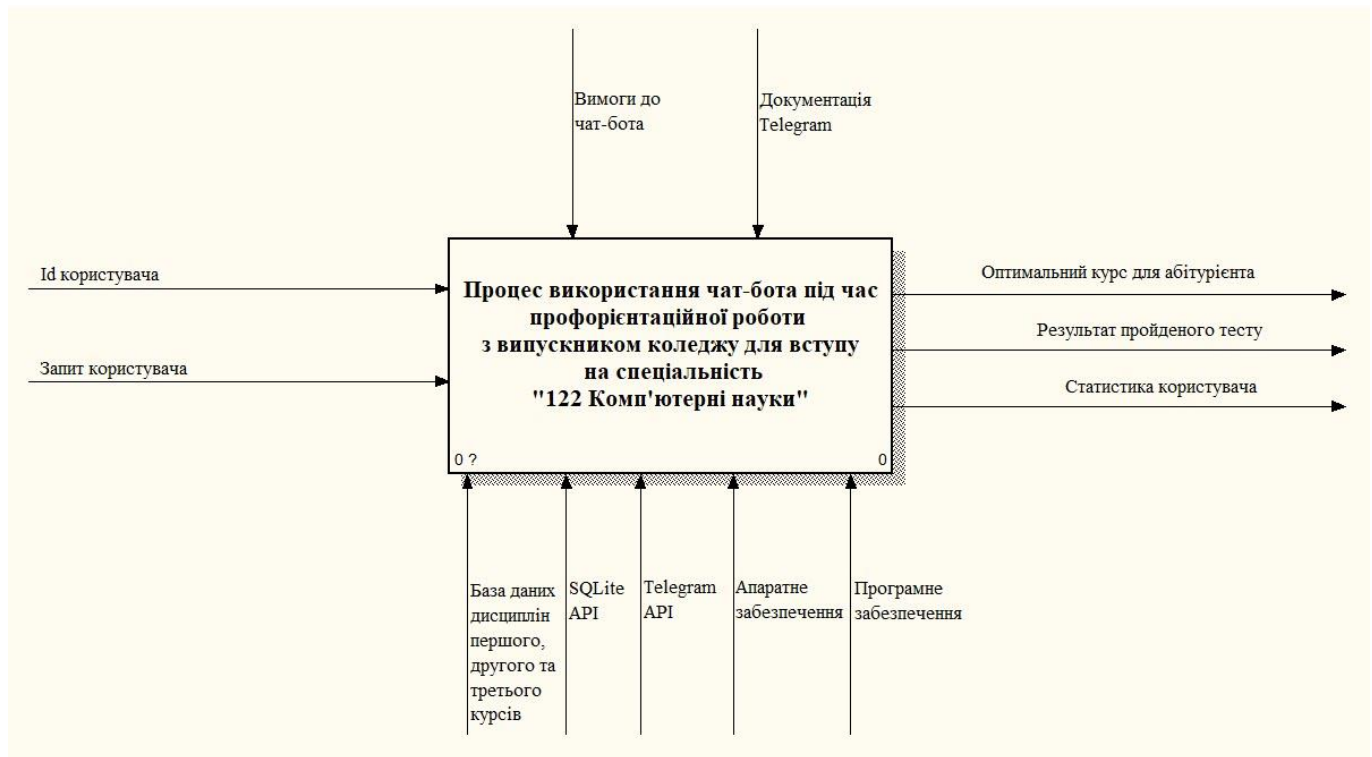 Вимоги до
чат-бота
Документація
Telegram
Id користувача
Запит користувача
Процес використання чат-бота під час
профорієнтаційної роботи
з випускником коледжу для вступу
на спеціальність
"122 Комп'ютерні науки"
0 ?
0
Оптимальний курс для абітурієнта
Результат пройденого тесту
Статистика користувача
База даних
дисциплін
першого,
другого та
третього
курсів
SQLite
API
Telegram
API
Апаратне
забезпечення
Програмне
забезпечення